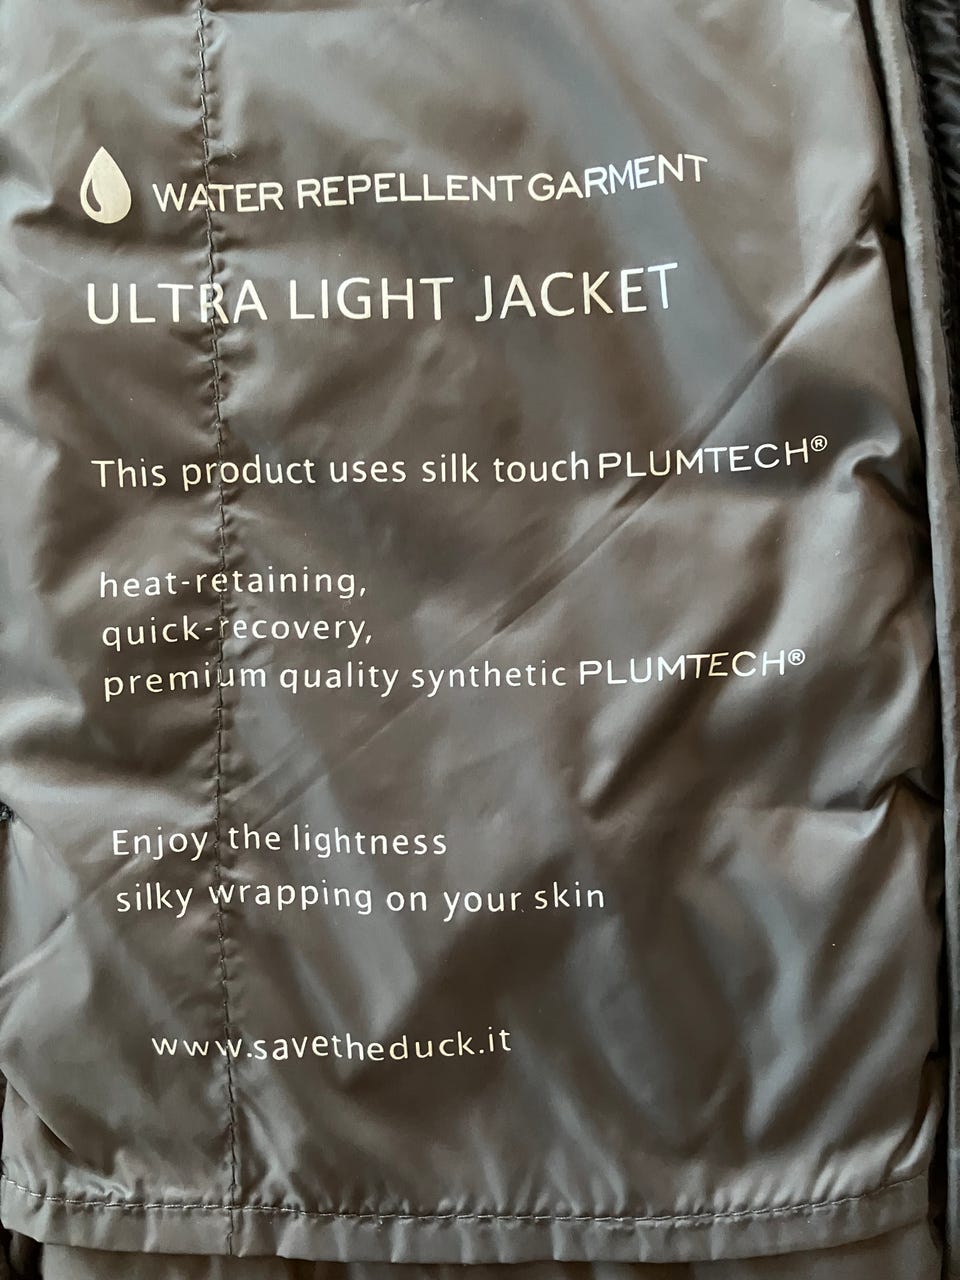 WATER REPELLENT GARMENT
ULTRA LIGHT JACKET
This product uses silk touch PLUMTECH®
heat-retaining,
quick-recovery,
premium quality synthetic PLUMTECH®
Enjoy the lightness
silky wrapping on your skin
www.savetheduck.it